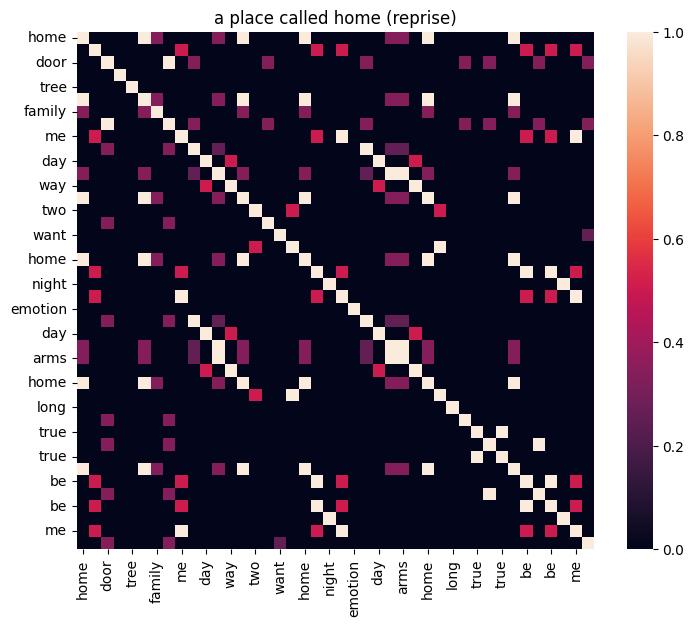 a place called home (reprise)
home
door
tree
family
me
day
way
two
want
home
night
emotion
day
arms
home
long
true
true
be
be
me
home
door
tree
family
me
day
way
two
want
home
night
emotion
day
arms
home
long
true
true
be
be
me
1.0
0.8
0.6
0.4
0.2
0.0